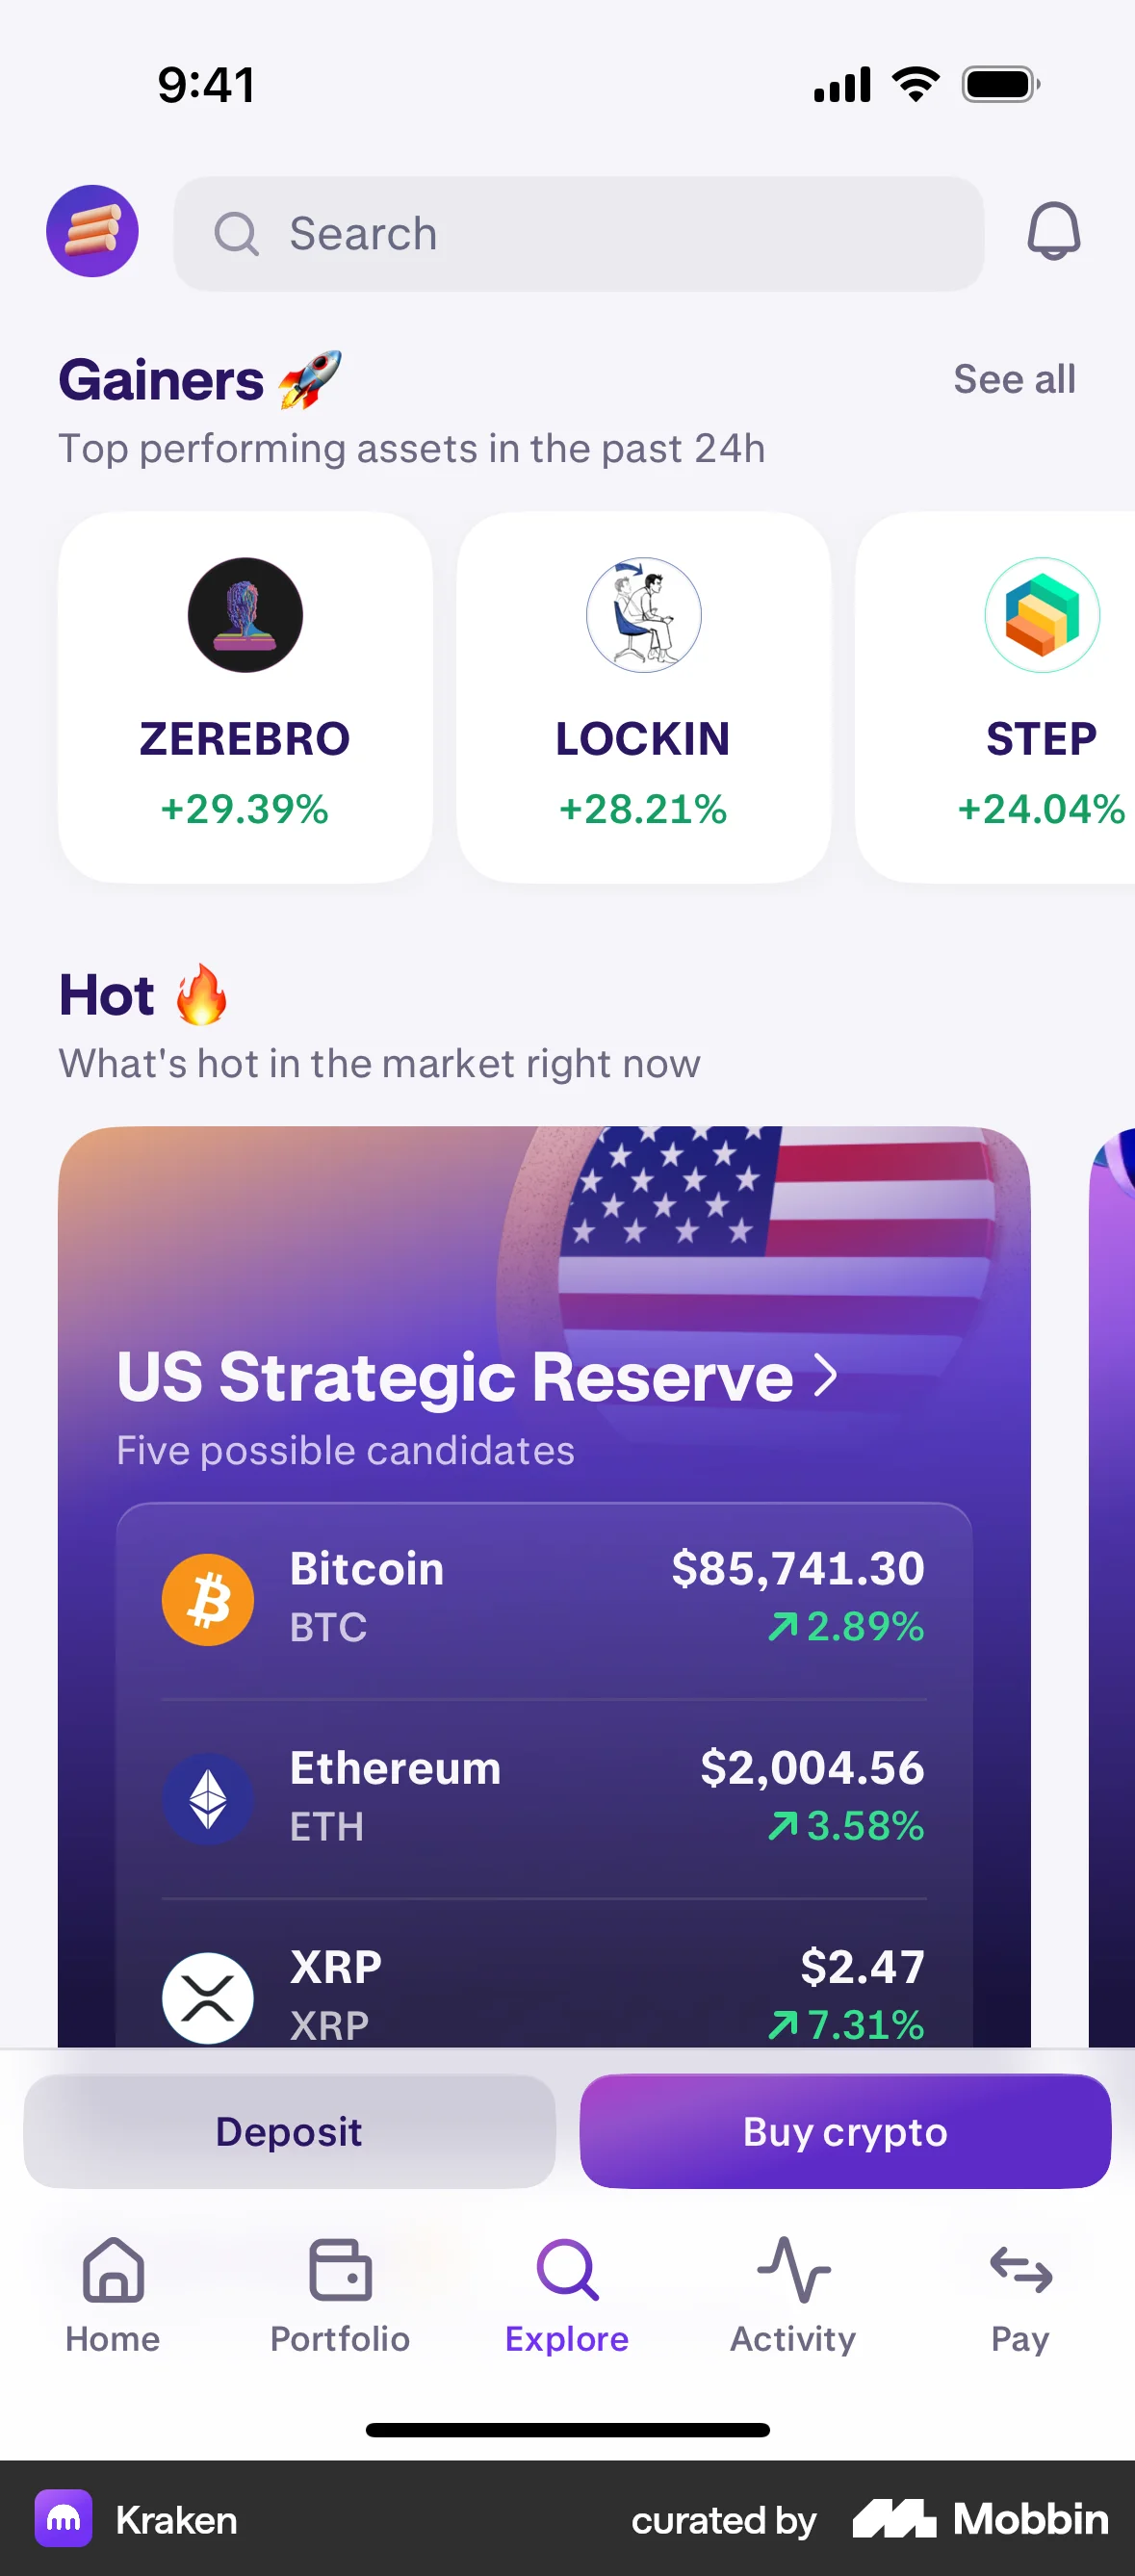 9:41
Search
Gainers 🚀
See all
Top performing assets in the past 24h
ZEREBRO
+29.39%
LOCKIN
+28.21%
STEP
+24.04%
Hot 🔥
What's hot in the market right now
US Strategic Reserve
Five possible candidates
Bitcoin
$85,741.30
BTC
2.89%
Ethereum
$2,004.56
ETH
3.58%
XRP
$2.47
XRP
7.31%
Deposit
Buy crypto
Home
Portfolio
Explore
Activity
Pay
Kraken
curated by
Mobbin